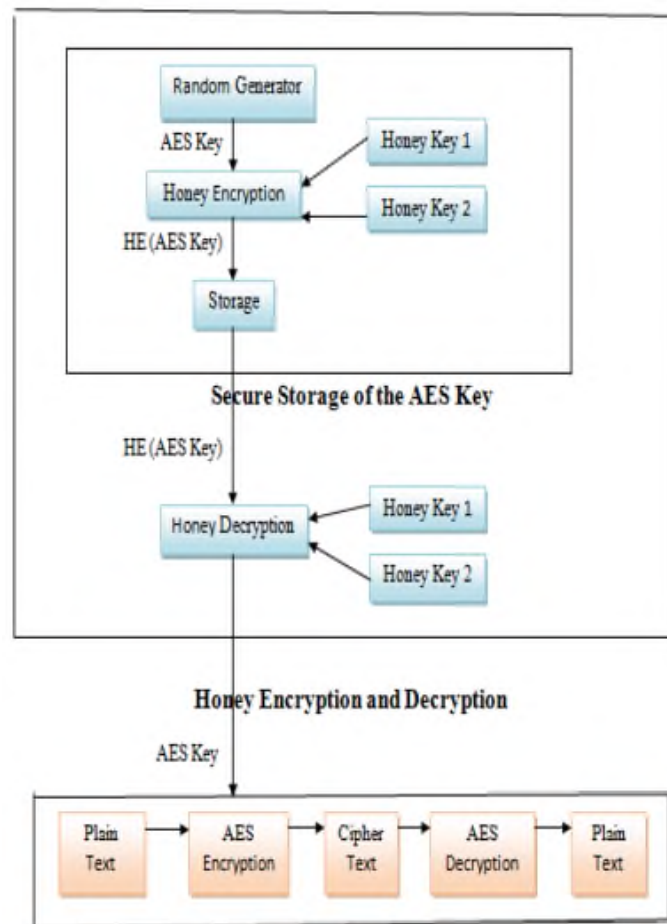 Random Generator
AES Key
Honey Key 1
Honey Encryption
Honey Key 2
HE (AES Key)
Storage
Secure Storage of the AES Key
HE (AES Key)
Honey Key 1
Honey Decryption
Honey Key 2
Honey Encryption and Decryption
AES Key
Plain
Text
AES
Encryption
Cipher
Text
AES
Decryption
Plain
Text